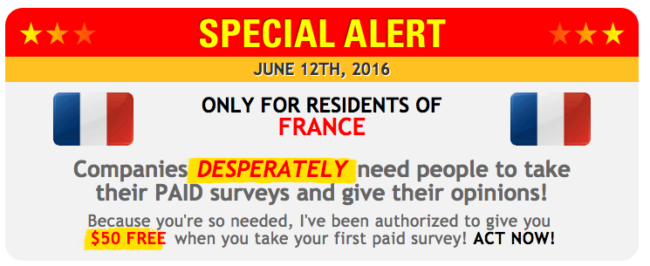 SPECIAL ALERT
JUNE 12TH, 2016
ONLY FOR RESIDENTS OF
FRANCE
Companies DESPERATELY need people to take
their PAID surveys and give their opinions!
Because you're so needed, I've been authorized to give you
$50 FREE when you take your first paid survey! ACT NOW!